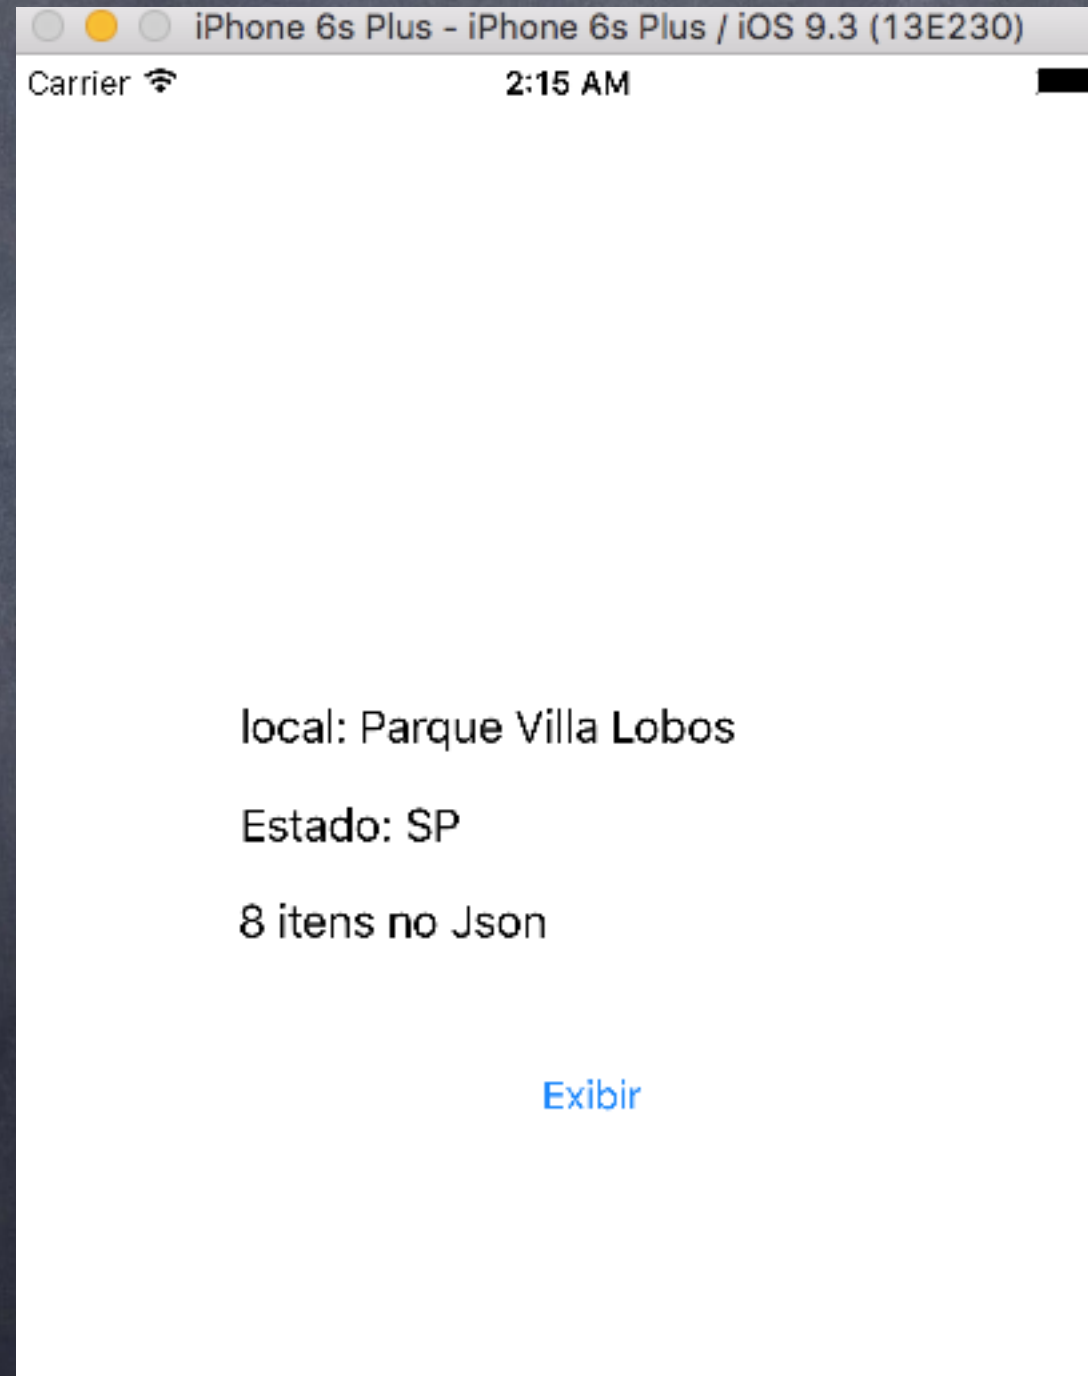 iPhone 6s Plus - iPhone 6s Plus / iOS 9.3 (13E230)
Carrier 2:15 AM
local: Parque Villa Lobos
Estado: SP
8 itens no Json
Exibir